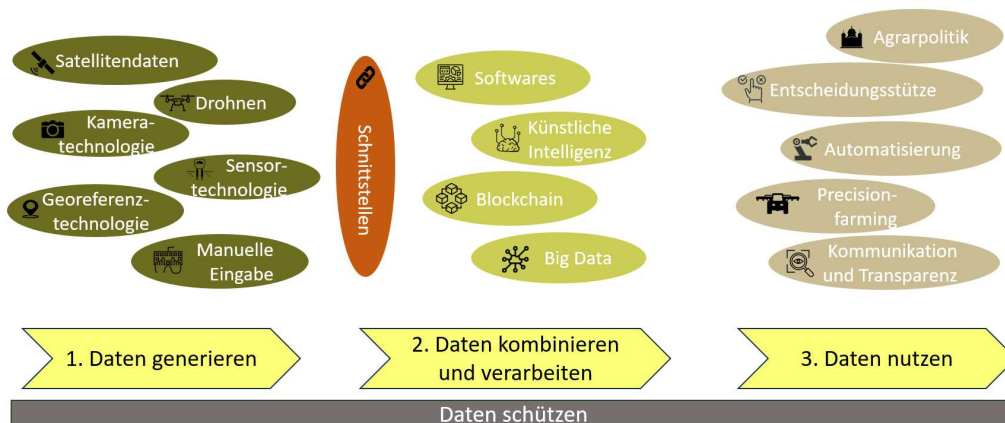 Satellitendaten
Drohnen
Kamera-
technologie
Sensor-
technologie
Georeferenz-
technologie
Manuelle
Eingabe
Schnittstellen
Softwares
Künstliche
Intelligenz
Blockchain
Big Data
Agrarpolitik
Entscheidungsstütze
Automatisierung
Precision-
farming
Kommunikation
und Transparenz
1. Daten generieren
2. Daten kombinieren
und verarbeiten
3. Daten nutzen
Daten schützen